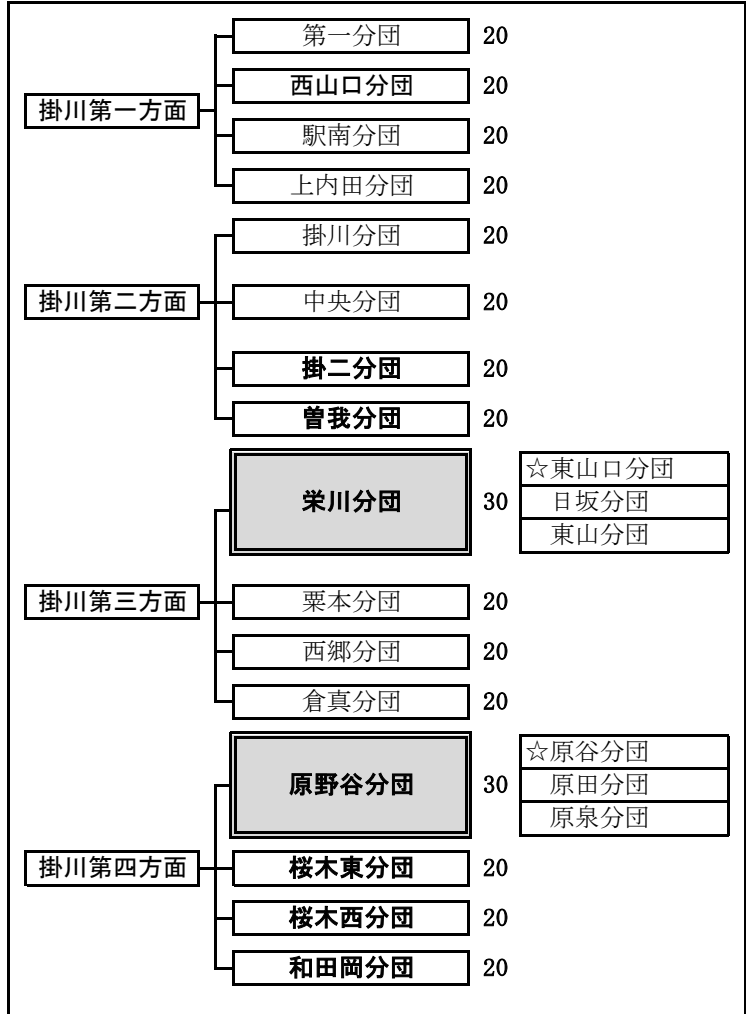 第一分団 20
西山口分団 20
掛川第一方面
駅南分団 20
上内田分団 20
掛川分団 20
掛川第二方面
中央分団 20
掛二分団 20
曽我分団 20
栄川分団 30
☆東山口分団
日坂分団
東山分団
掛川第三方面
粟本分団 20
西郷分団 20
倉真分団 20
原野谷分団 30
☆原谷分団
原田分団
原泉分団
掛川第四方面
桜木東分団 20
桜木西分団 20
和田岡分団 20